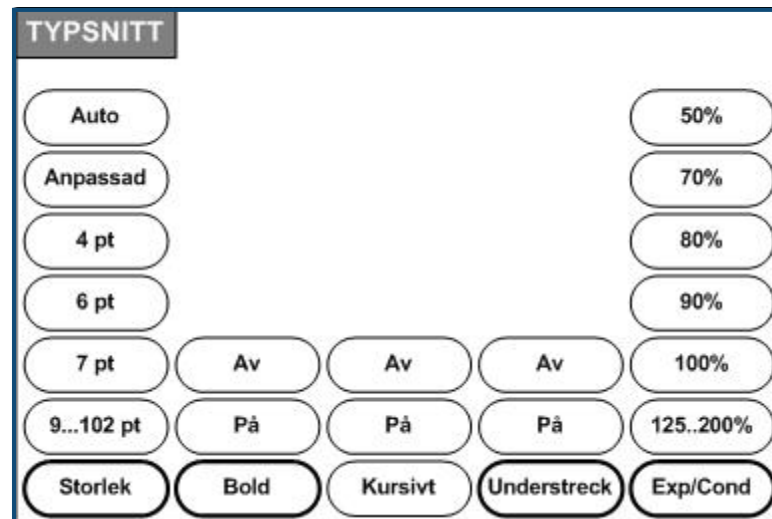 TYPSNITT
Auto 50%
Anpassad 70%
4 pt 80%
6 pt 90%
7 pt Av Av Av 100%
9...102 pt På På På 125..200%
Storlek Bold Kursivt Understreck Exp/Cond